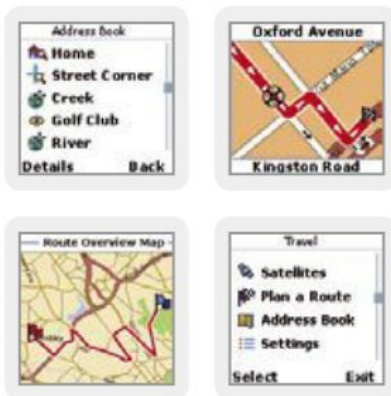 Address Book
Home
Street Corner
Creek
Golf Club
River
Details Back
Oxford Avenue
Kingston Road
Route Overview Map
Travel
Satellites
Plan a Route
Address Book
Settings
Select Exit